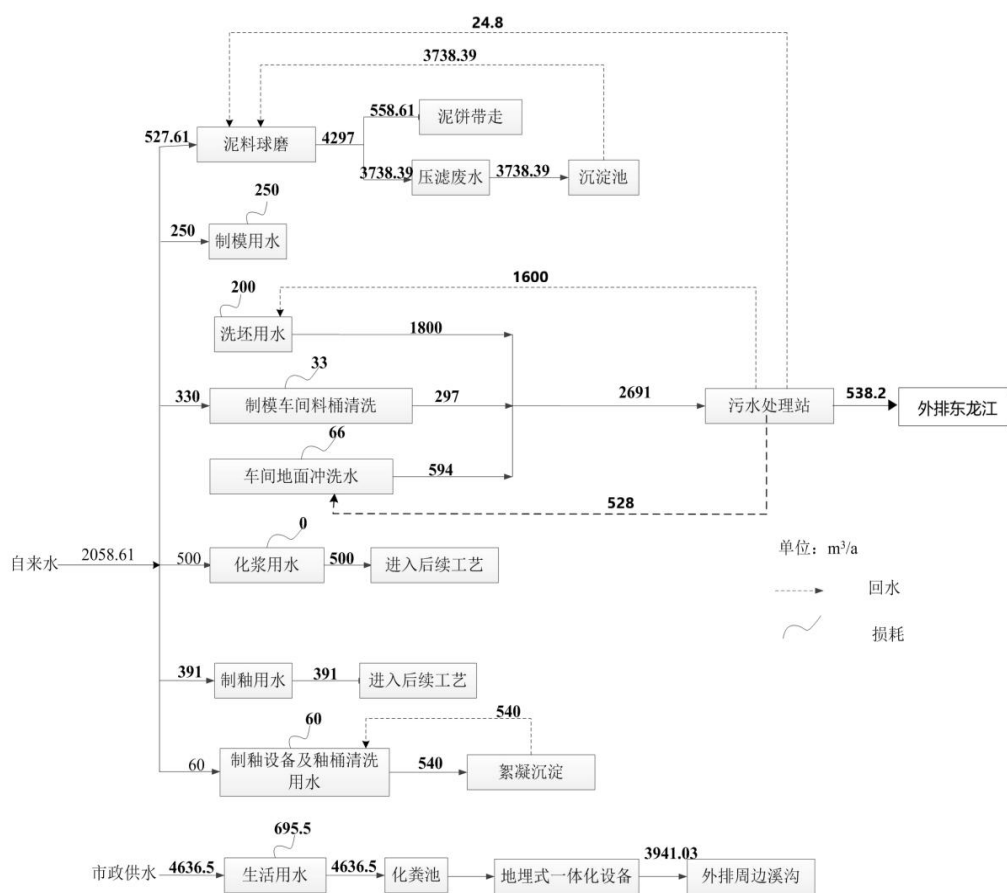 24.8
3738.39
558.61
泥饼带走
527.61
泥料球磨
4297
3738.39
压滤废水
3738.39
沉淀池
250
250
制模用水
1600
200
洗坯用水
1800
33
330
制模车间料桶清洗
297
2691
污水处理站
538.2
外排东龙江
66
车间地面冲洗水
594
528
0
自来水
2058.61
500
化浆用水
500
进入后续工艺
单位：m³/a
回水
损耗
391
制釉用水
391
进入后续工艺
60
540
60
制釉设备及釉桶清洗
用水
540
絮凝沉淀
695.5
市政供水
4636.5
生活用水
4636.5
化粪池
地埋式一体化设备
3941.03
外排周边溪沟